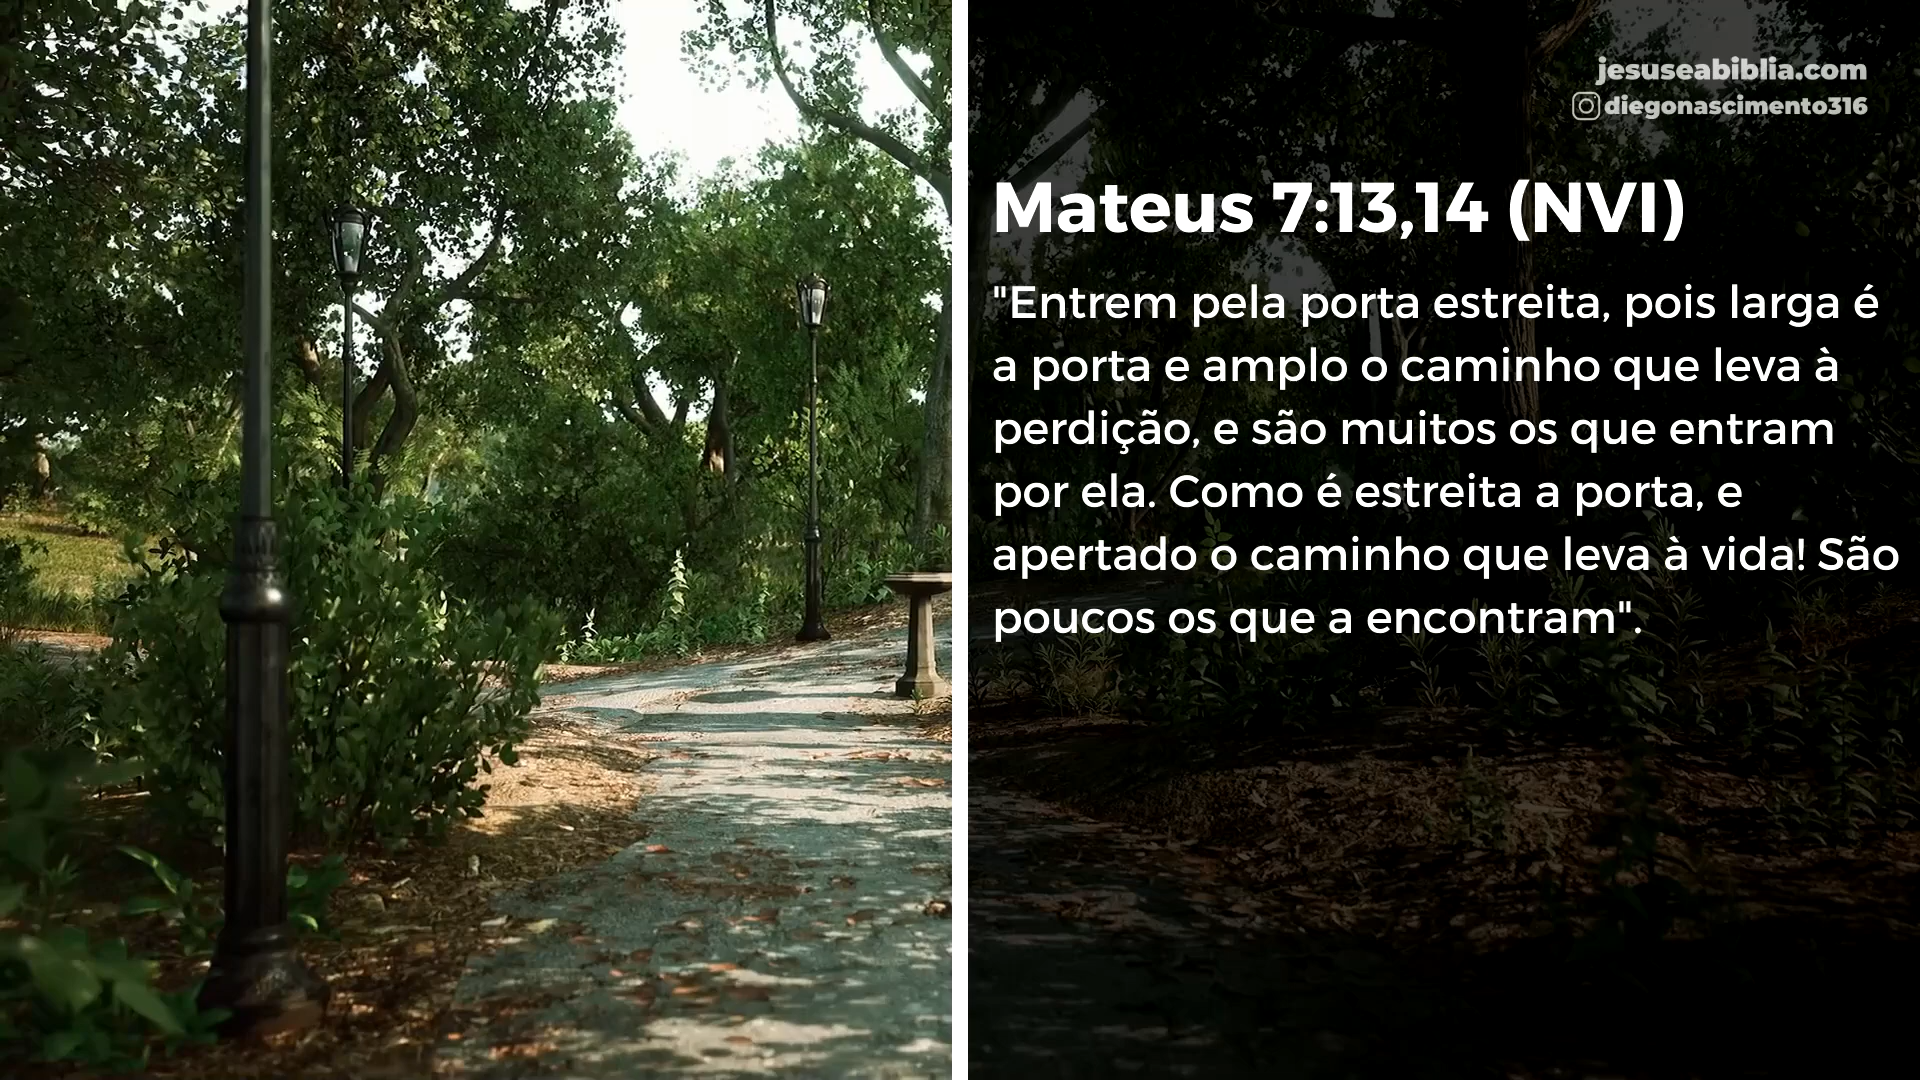 jesuseabiblia.com
diegonascimento316
Mateus 7:13,14 (NVI)
"Entrem pela porta estreita, pois larga é
a porta e amplo o caminho que leva à
perdição, e são muitos os que entram
por ela. Como é estreita a porta, e
apertado o caminho que leva à vida! São
poucos os que a encontram".